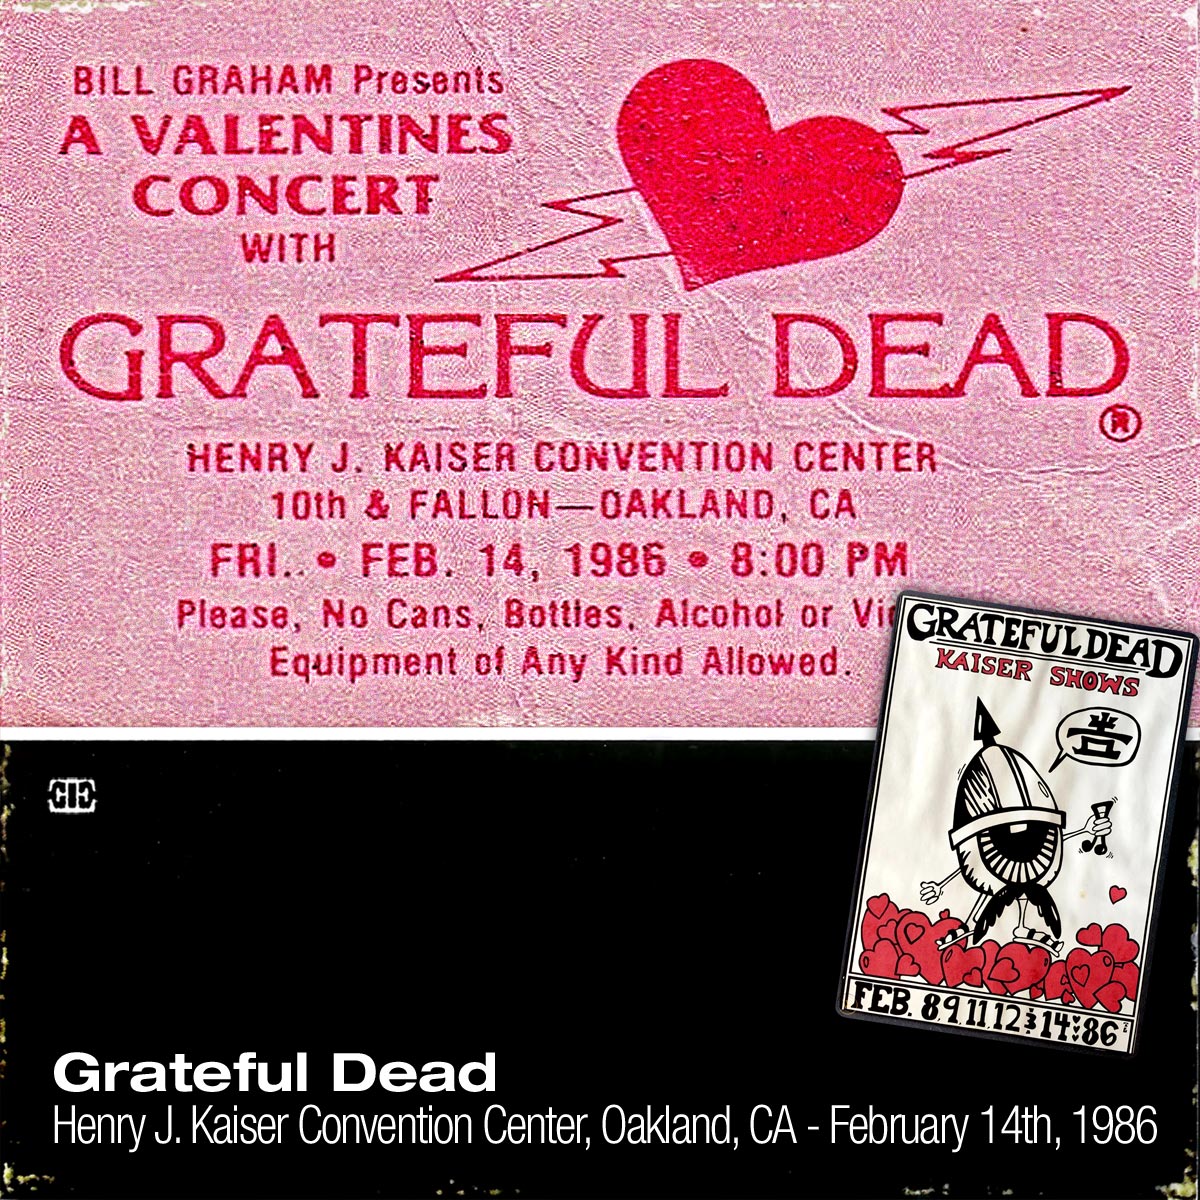 BILL GRAHAM Presents
A VALENTINES
CONCERT
WITH
GRATEFUL DEAD
®
HENRY J. KAISER CONVENTION CENTER
10th & FALLON—OAKLAND, CA
FRI.. • FEB. 14, 1986 • 8:00 PM
Please, No Cans, Bottles, Alcohol or
Equipment of Any Kind Allowed.
GRATEFUL DEAD
KAISER SHOWS
FEB. 8,9,11,12 & 14 86
Grateful Dead
Henry J. Kaiser Convention Center, Oakland, CA - February 14th, 1986